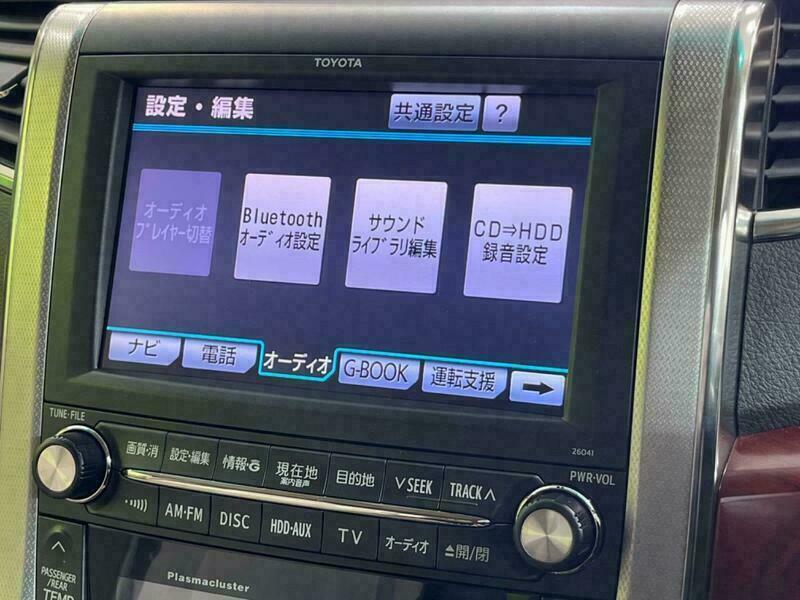 TOYOTA
設定・編集
共通設定
?
オーディオ
プレイヤー切替
Bluetooth
オーディオ設定
サウンド
ライブラリ編集
CD⇒HDD
録音設定
ナビ
電話
オーディオ
G-BOOK
運転支援
→
26041
TUNE·FILE
PWR·VOL
画質·消
設定·編集
情報·G
現在地
案内音声
目的地
∨SEEK
TRACK∧
AM·FM
DISC
HDD·AUX
TV
オーディオ
≜開/閉
PASSENGER
/REAR
TEMP
Plasmacluster